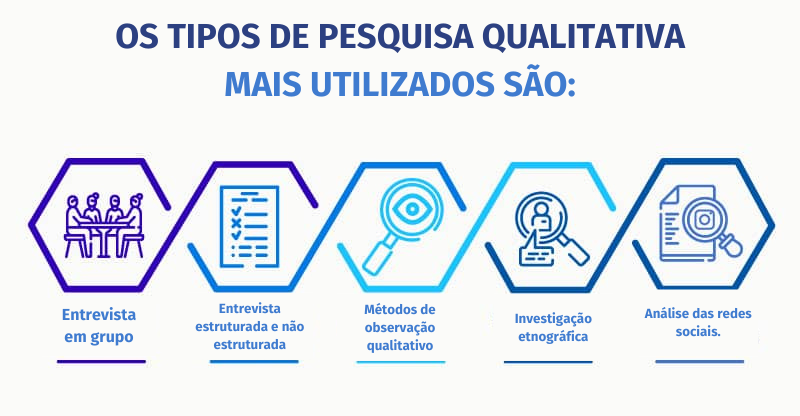 OS TIPOS DE PESQUISA QUALITATIVA
MAIS UTILIZADOS SÃO:
Entrevista
em grupo
Entrevista
estruturada e não
estruturada
Métodos de
observação
qualitativo
Investigação
etnográfica
Análise das redes
sociais.